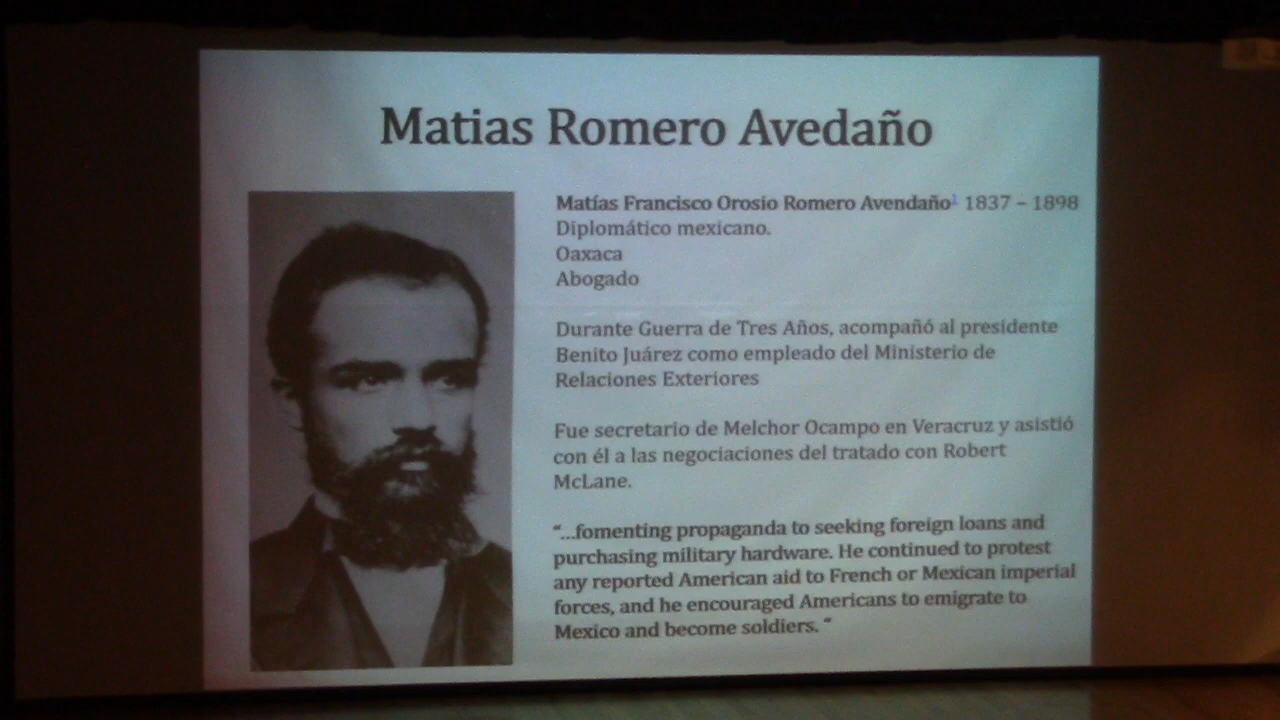 Matias Romero Avedaño
Matías Francisco Orosio Romero Avendaño1 1837 – 1898
Diplomático mexicano.
Oaxaca
Abogado
Durante Guerra de Tres Años, acompañó al presidente
Benito Juárez como empleado del Ministerio de
Relaciones Exteriores
Fue secretario de Melchor Ocampo en Veracruz y asistió
con él a las negociaciones del tratado con Robert
McLane.
“...fomenting propaganda to seeking foreign loans and
purchasing military hardware. He continued to protest
any reported American aid to French or Mexican imperial
forces, and he encouraged Americans to emigrate to
Mexico and become soldiers. “